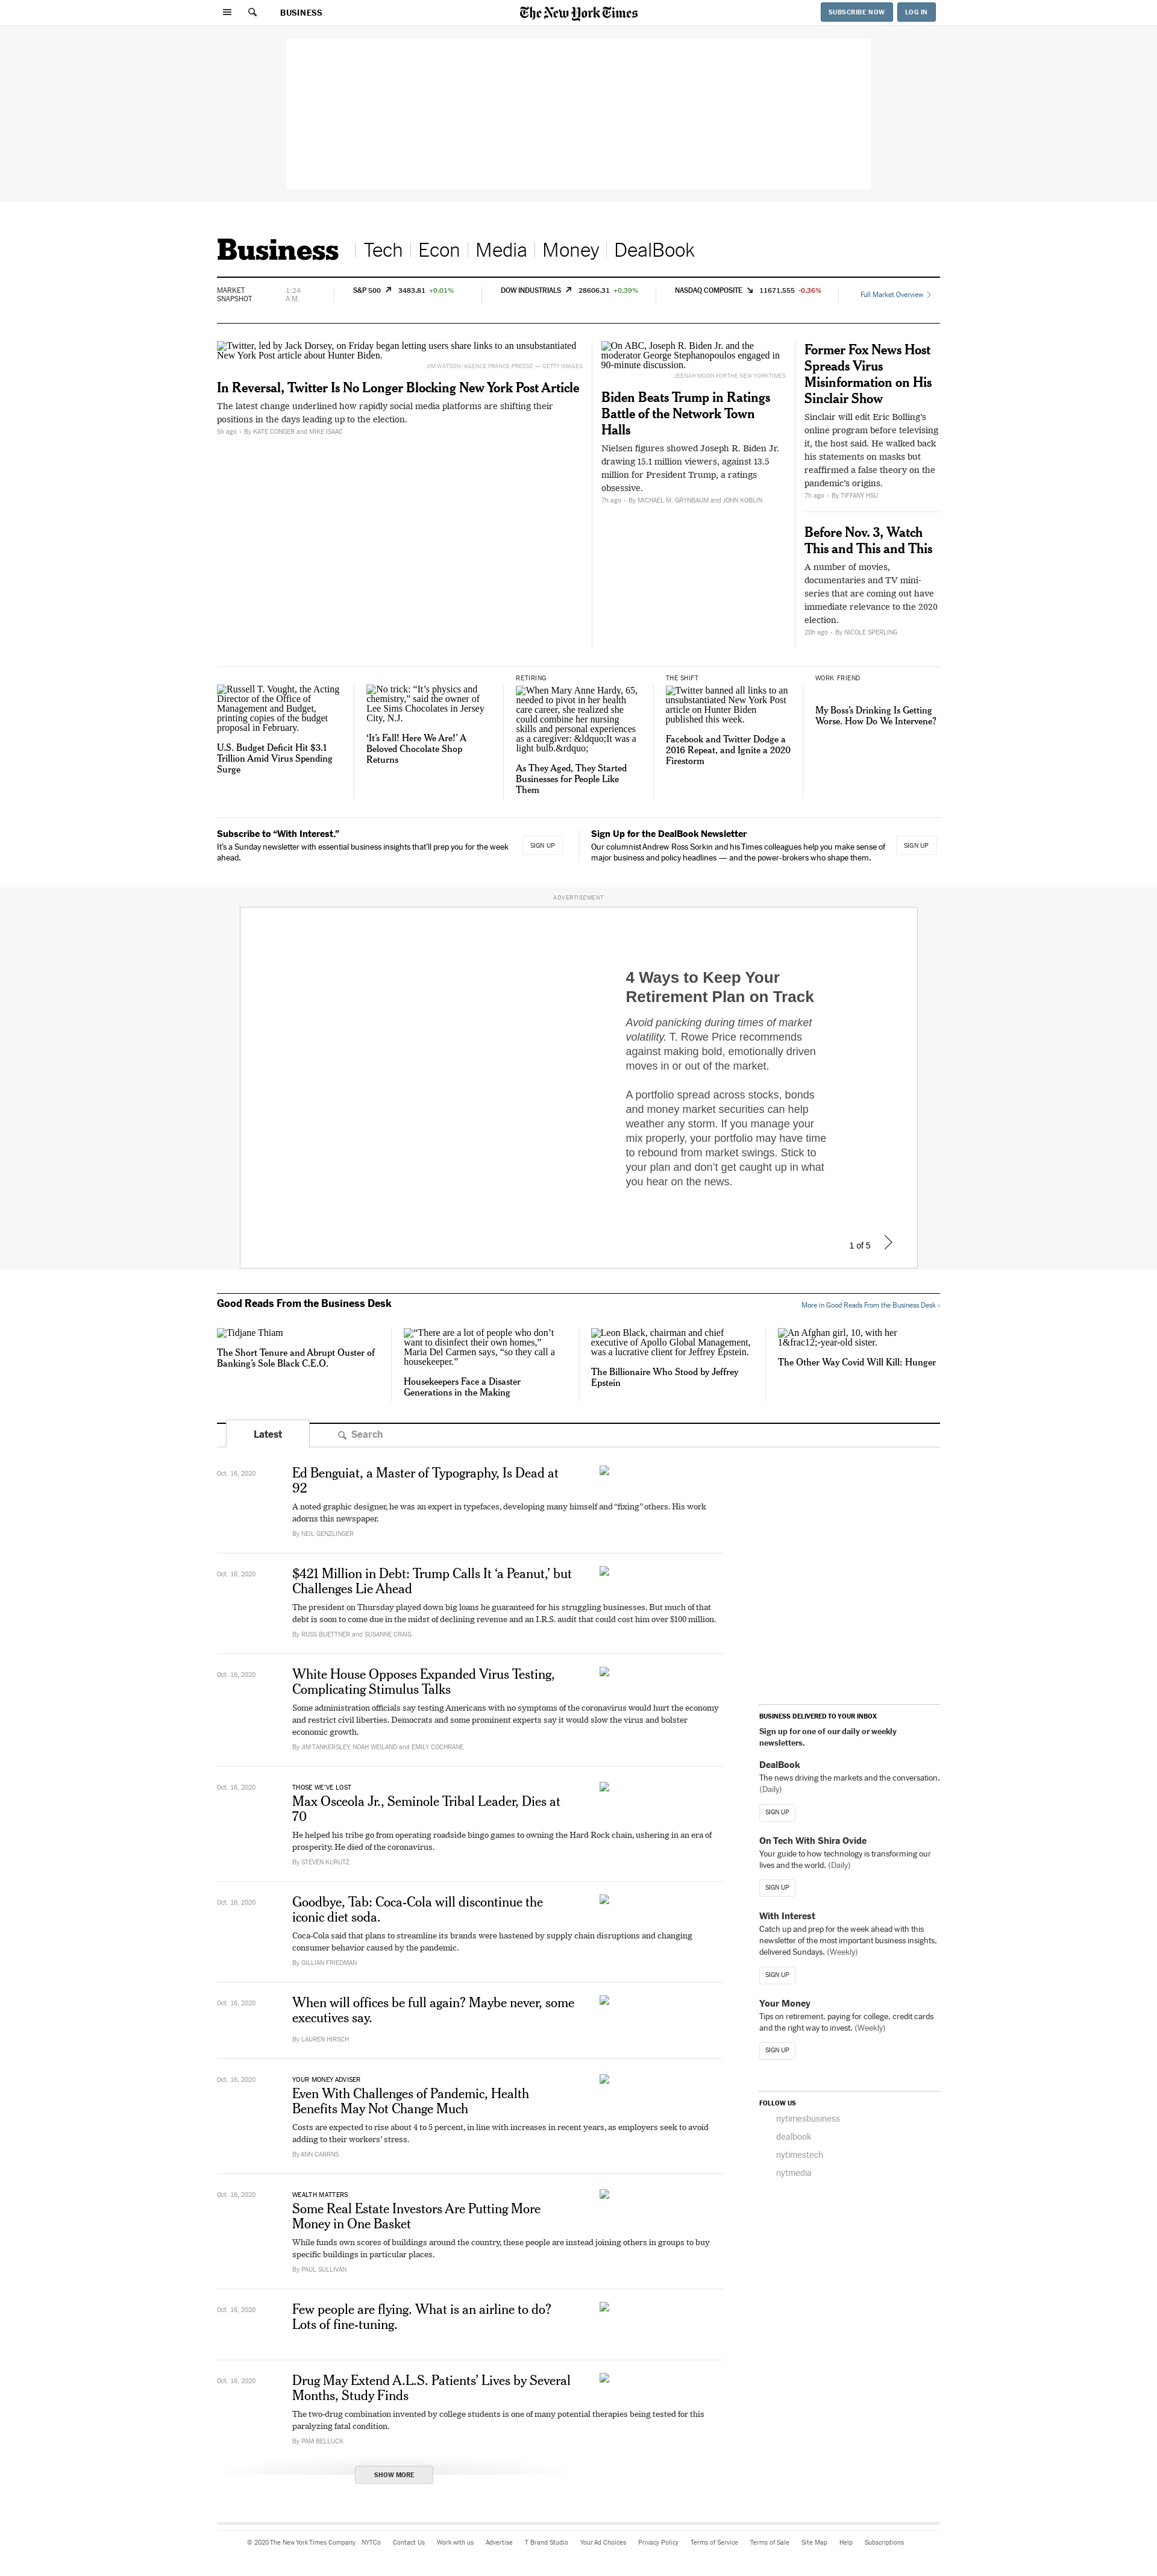 BUSINESS
The New York Times
SUBSCRIBE NOW
LOG IN
Business
Tech
Econ
Media
Money
DealBook
MARKET
SNAPSHOT
1:24
A.M.
S&P 500 3483.81 +0.01%
DOW INDUSTRIALS 28606.31 +0.39%
NASDAQ COMPOSITE 11671.555 -0.36%
Full Market Overview
Twitter, led by Jack Dorsey, on Friday began letting users share links to an unsubstantiated
New York Post article about Hunter Biden.
JIM WATSON/AGENCE FRANCE-PRESSE — GETTY IMAGES
In Reversal, Twitter Is No Longer Blocking New York Post Article
The latest change underlined how rapidly social media platforms are shifting their
positions in the days leading up to the election.
5h ago • By KATE CONGER and MIKE ISAAC
On ABC, Joseph R. Biden Jr. and the
moderator George Stephanopoulos engaged in
90-minute discussion.
JEENAH MOON FOR THE NEW YORK TIMES
Biden Beats Trump in Ratings
Battle of the Network Town
Halls
Nielsen figures showed Joseph R. Biden Jr.
drawing 15.1 million viewers, against 13.5
million for President Trump, a ratings
obsessive.
7h ago • By MICHAEL M. GRYNBAUM and JOHN KOBLIN
Former Fox News Host
Spreads Virus
Misinformation on His
Sinclair Show
Sinclair will edit Eric Bolling's
online program before televising
it, the host said. He walked back
his statements on masks but
reaffirmed a false theory on the
pandemic's origins.
7h ago • By TIFFANY HSU
Before Nov. 3, Watch
This and This and This
A number of movies,
documentaries and TV mini-
series that are coming out have
immediate relevance to the 2020
election.
20h ago • By NICOLE SPERLING
Russell T. Vought, the Acting
Director of the Office of
Management and Budget,
printing copies of the budget
proposal in February.
U.S. Budget Deficit Hit $3.1
Trillion Amid Virus Spending
Surge
No trick: “It’s physics and
chemistry,” said the owner of
Lee Sims Chocolates in Jersey
City, N.J.
‘It’s Fall! Here We Are!’ A
Beloved Chocolate Shop
Returns
RETIRING
When Mary Anne Hardy, 65,
needed to pivot in her health
care career, she realized she
could combine her nursing
skills and personal experiences
as a caregiver: &ldquo;It was a
light bulb.&rdquo;
As They Aged, They Started
Businesses for People Like
Them
THE SHIFT
Twitter banned all links to an
unsubstantiated New York Post
article on Hunter Biden
published this week.
Facebook and Twitter Dodge a
2016 Repeat, and Ignite a 2020
Firestorm
WORK FRIEND
My Boss’s Drinking Is Getting
Worse. How Do We Intervene?
Subscribe to “With Interest.”
It’s a Sunday newsletter with essential business insights that’ll prep you for the week
ahead.
SIGN UP
Sign Up for the DealBook Newsletter
Our columnist Andrew Ross Sorkin and his Times colleagues help you make sense of
major business and policy headlines — and the power-brokers who shape them.
SIGN UP
ADVERTISEMENT
4 Ways to Keep Your
Retirement Plan on Track
Avoid panicking during times of market
volatility. T. Rowe Price recommends
against making bold, emotionally driven
moves in or out of the market.
A portfolio spread across stocks, bonds
and money market securities can help
weather any storm. If you manage your
mix properly, your portfolio may have time
to rebound from market swings. Stick to
your plan and don’t get caught up in what
you hear on the news.
1 of 5
Good Reads From the Business Desk
More in Good Reads From the Business Desk ›
Tidjane Thiam
The Short Tenure and Abrupt Ouster of
Banking’s Sole Black C.E.O.
“There are a lot of people who don’t
want to disinfect their own homes,”
Maria Del Carmen says, “so they call a
housekeeper.”
Housekeepers Face a Disaster
Generations in the Making
Leon Black, chairman and chief
executive of Apollo Global Management,
was a lucrative client for Jeffrey Epstein.
The Billionaire Who Stood by Jeffrey
Epstein
An Afghan girl, 10, with her
1&frac12;-year-old sister.
The Other Way Covid Will Kill: Hunger
Latest
Search
Oct. 16, 2020
Ed Benguiat, a Master of Typography, Is Dead at
92
A noted graphic designer, he was an expert in typefaces, developing many himself and “fixing” others. His work
adorns this newspaper.
By NEIL GENZLINGER
Oct. 16, 2020
$421 Million in Debt: Trump Calls It ‘a Peanut,’ but
Challenges Lie Ahead
The president on Thursday played down big loans he guaranteed for his struggling businesses. But much of that
debt is soon to come due in the midst of declining revenue and an I.R.S. audit that could cost him over $100 million.
By RUSS BUETTNER and SUSANNE CRAIG
Oct. 16, 2020
White House Opposes Expanded Virus Testing,
Complicating Stimulus Talks
Some administration officials say testing Americans with no symptoms of the coronavirus would hurt the economy
and restrict civil liberties. Democrats and some prominent experts say it would slow the virus and bolster
economic growth.
By JIM TANKERSLEY, NOAH WEILAND and EMILY COCHRANE
Oct. 16, 2020
THOSE WE’VE LOST
Max Osceola Jr., Seminole Tribal Leader, Dies at
70
He helped his tribe go from operating roadside bingo games to owning the Hard Rock chain, ushering in an era of
prosperity. He died of the coronavirus.
By STEVEN KURUTZ
Oct. 16, 2020
Goodbye, Tab: Coca-Cola will discontinue the
iconic diet soda.
Coca-Cola said that plans to streamline its brands were hastened by supply chain disruptions and changing
consumer behavior caused by the pandemic.
By GILLIAN FRIEDMAN
Oct. 16, 2020
When will offices be full again? Maybe never, some
executives say.
By LAUREN HIRSCH
Oct. 16, 2020
YOUR MONEY ADVISER
Even With Challenges of Pandemic, Health
Benefits May Not Change Much
Costs are expected to rise about 4 to 5 percent, in line with increases in recent years, as employers seek to avoid
adding to their workers’ stress.
By ANN CARRNS
Oct. 16, 2020
WEALTH MATTERS
Some Real Estate Investors Are Putting More
Money in One Basket
While funds own scores of buildings around the country, these people are instead joining others in groups to buy
specific buildings in particular places.
By PAUL SULLIVAN
Oct. 16, 2020
Few people are flying. What is an airline to do?
Lots of fine-tuning.
Oct. 16, 2020
Drug May Extend A.L.S. Patients’ Lives by Several
Months, Study Finds
The two-drug combination invented by college students is one of many potential therapies being tested for this
paralyzing fatal condition.
By PAM BELLUCK
SHOW MORE
BUSINESS DELIVERED TO YOUR INBOX
Sign up for one of our daily or weekly
newsletters.
DealBook
The news driving the markets and the conversation.
(Daily)
SIGN UP
On Tech With Shira Ovide
Your guide to how technology is transforming our
lives and the world. (Daily)
SIGN UP
With Interest
Catch up and prep for the week ahead with this
newsletter of the most important business insights,
delivered Sundays. (Weekly)
SIGN UP
Your Money
Tips on retirement, paying for college, credit cards
and the right way to invest. (Weekly)
SIGN UP
FOLLOW US
nytimesbusiness
dealbook
nytimestech
nytmedia
© 2020 The New York Times Company NYTCo Contact Us Work with us Advertise T Brand Studio Your Ad Choices Privacy Policy Terms of Service Terms of Sale Site Map Help Subscriptions